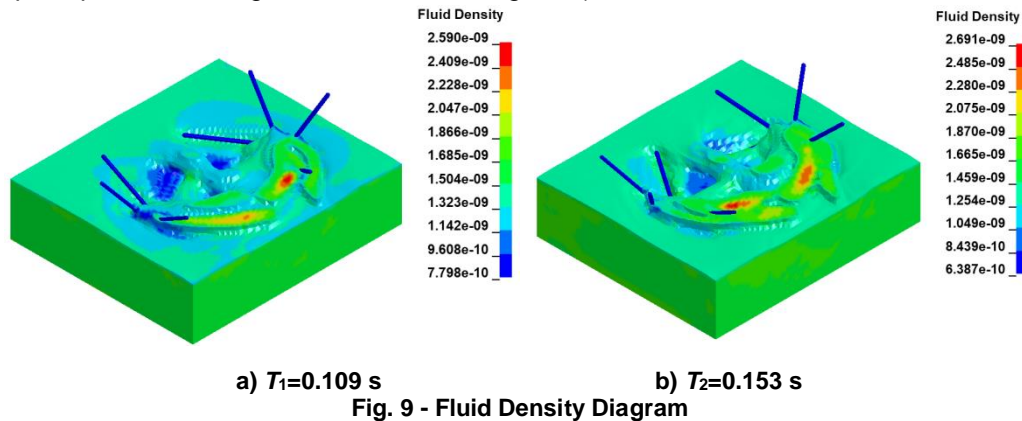 Fluid Density
2.590e-09
2.409e-09
2.228e-09
2.047e-09
1.866e-09
1.685e-09
1.504e-09
1.323e-09
1.142e-09
9.608e-10
7.798e-10
Fluid Density
2.691e-09
2.485e-09
2.280e-09
2.075e-09
1.870e-09
1.665e-09
1.459e-09
1.254e-09
1.049e-09
8.439e-10
6.387e-10
a) T1=0.109 s
b) T2=0.153 s
Fig. 9 - Fluid Density Diagram